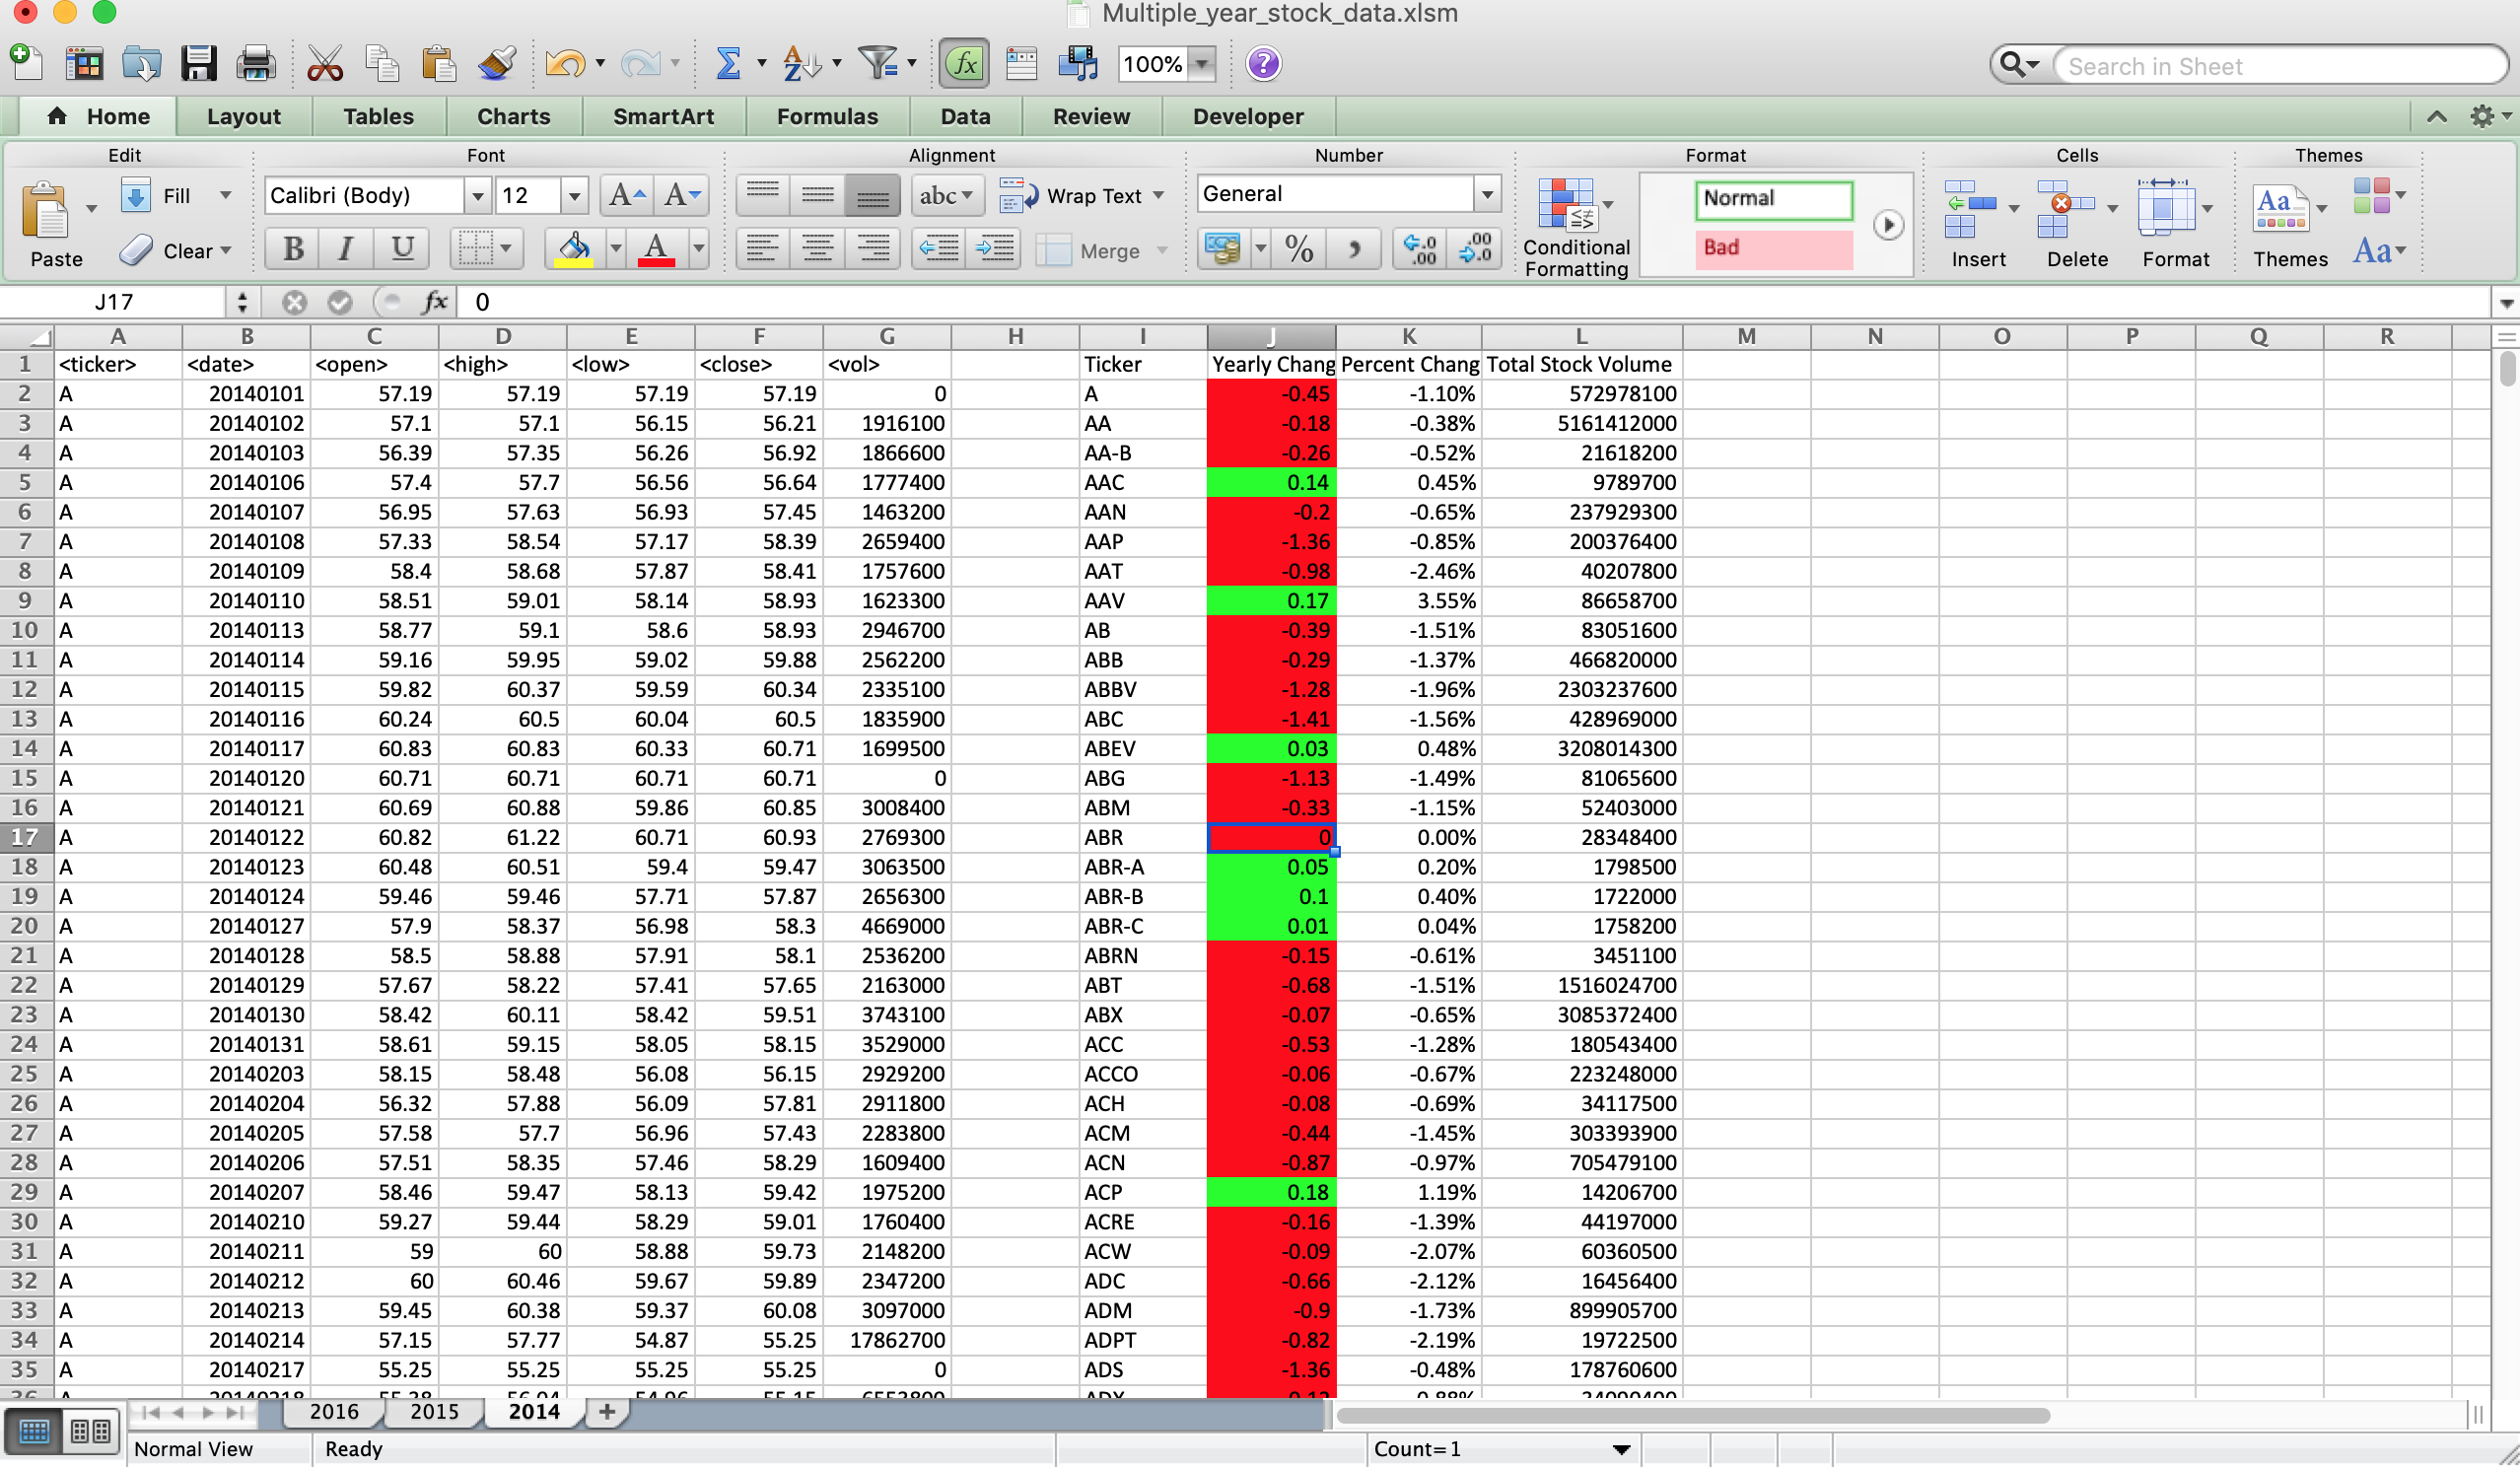 Multiple_year_stock_data.xlsm
100% Search in Sheet
Home Layout Tables Charts SmartArt Formulas Data Review Developer
Edit Font Alignment Number Format Cells Themes
Fill Calibri (Body) 12 abc Wrap Text General Normal
Paste Clear B I U A Merge % Conditional Formatting Bad Insert Delete Format Themes Aa
J17 fx 0
A B C D E F G H I J K L M N O P Q R
1 <ticker> <date> <open> <high> <low> <close> <vol> Ticker Yearly Chang Percent Chang Total Stock Volume
2 A 20140101 57.19 57.19 57.19 57.19 0 A -0.45 -1.10% 572978100
3 A 20140102 57.1 57.1 56.15 56.21 1916100 AA -0.18 -0.38% 5161412000
4 A 20140103 56.39 57.35 56.26 56.92 1866600 AA-B -0.26 -0.52% 21618200
5 A 20140106 57.4 57.7 56.56 56.64 1777400 AAC 0.14 0.45% 9789700
6 A 20140107 56.95 57.63 56.93 57.45 1463200 AAN -0.2 -0.65% 237929300
7 A 20140108 57.33 58.54 57.17 58.39 2659400 AAP -1.36 -0.85% 200376400
8 A 20140109 58.4 58.68 57.87 58.41 1757600 AAT -0.98 -2.46% 40207800
9 A 20140110 58.51 59.01 58.14 58.93 1623300 AAV 0.17 3.55% 86658700
10 A 20140113 58.77 59.1 58.6 58.93 2946700 AB -0.39 -1.51% 83051600
11 A 20140114 59.16 59.95 59.02 59.88 2562200 ABB -0.29 -1.37% 466820000
12 A 20140115 59.82 60.37 59.59 60.34 2335100 ABBV -1.28 -1.96% 2303237600
13 A 20140116 60.24 60.5 60.04 60.5 1835900 ABC -1.41 -1.56% 428969000
14 A 20140117 60.83 60.83 60.33 60.71 1699500 ABEV 0.03 0.48% 3208014300
15 A 20140120 60.71 60.71 60.71 60.71 0 ABG -1.13 -1.49% 81065600
16 A 20140121 60.69 60.88 59.86 60.85 3008400 ABM -0.33 -1.15% 52403000
17 A 20140122 60.82 61.22 60.71 60.93 2769300 ABR 0 0.00% 28348400
18 A 20140123 60.48 60.51 59.4 59.47 3063500 ABR-A 0.05 0.20% 1798500
19 A 20140124 59.46 59.46 57.71 57.87 2656300 ABR-B 0.1 0.40% 1722000
20 A 20140127 57.9 58.37 56.98 58.3 4669000 ABR-C 0.01 0.04% 1758200
21 A 20140128 58.5 58.88 57.91 58.1 2536200 ABRN -0.15 -0.61% 3451100
22 A 20140129 57.67 58.22 57.41 57.65 2163000 ABT -0.68 -1.51% 1516024700
23 A 20140130 58.42 60.11 58.42 59.51 3743100 ABX -0.07 -0.65% 3085372400
24 A 20140131 58.61 59.15 58.05 58.15 3529000 ACC -0.53 -1.28% 180543400
25 A 20140203 58.15 58.48 56.08 56.15 2929200 ACCO -0.06 -0.67% 223248000
26 A 20140204 56.32 57.88 56.09 57.81 2911800 ACH -0.08 -0.69% 34117500
27 A 20140205 57.58 57.7 56.96 57.43 2283800 ACM -0.44 -1.45% 303393900
28 A 20140206 57.51 58.35 57.46 58.29 1609400 ACN -0.87 -0.97% 705479100
29 A 20140207 58.46 59.47 58.13 59.42 1975200 ACP 0.18 1.19% 14206700
30 A 20140210 59.27 59.44 58.29 59.01 1760400 ACRE -0.16 -1.39% 44197000
31 A 20140211 59 60 58.88 59.73 2148200 ACW -0.09 -2.07% 60360500
32 A 20140212 60 60.46 59.67 59.89 2347200 ADC -0.66 -2.12% 16456400
33 A 20140213 59.45 60.38 59.37 60.08 3097000 ADM -0.9 -1.73% 899905700
34 A 20140214 57.15 57.77 54.87 55.25 17862700 ADPT -0.82 -2.19% 19722500
35 A 20140217 55.25 55.25 55.25 55.25 0 ADS -1.36 -0.48% 178760600
2016 2015 2014 +
Normal View Ready Count=1